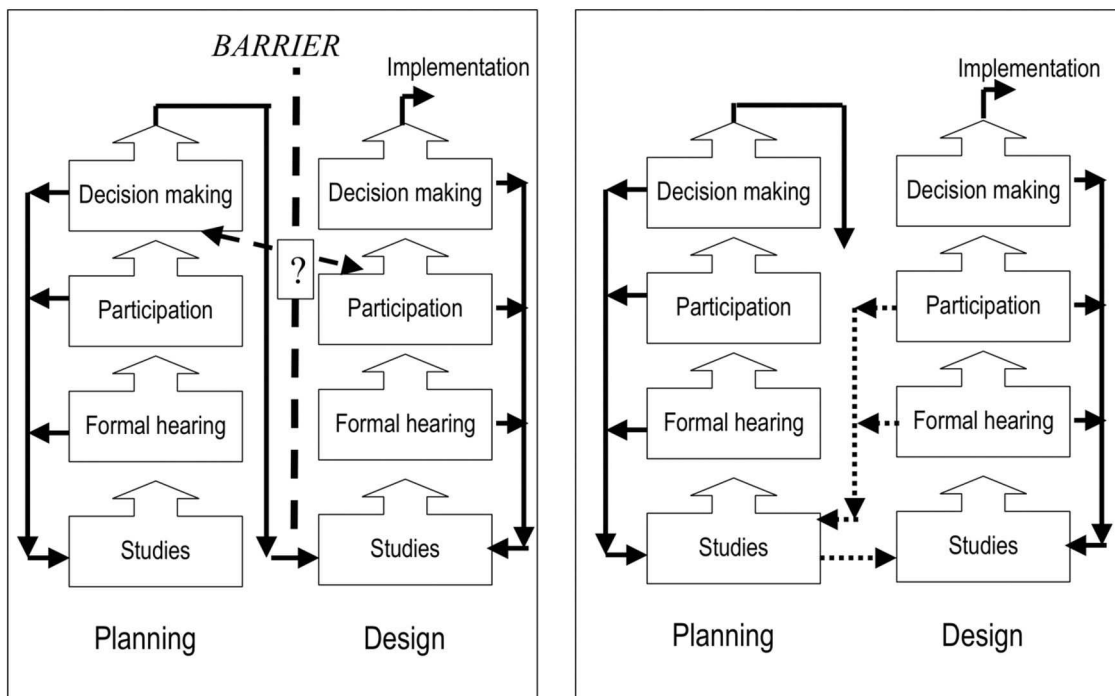 BARRIER
Implementation
Decision making
Decision making
?
Participation
Participation
Formal hearing
Formal hearing
Studies
Studies
Planning
Design
Implementation
Decision making
Decision making
Participation
Participation
Formal hearing
Formal hearing
Studies
Studies
Planning
Design